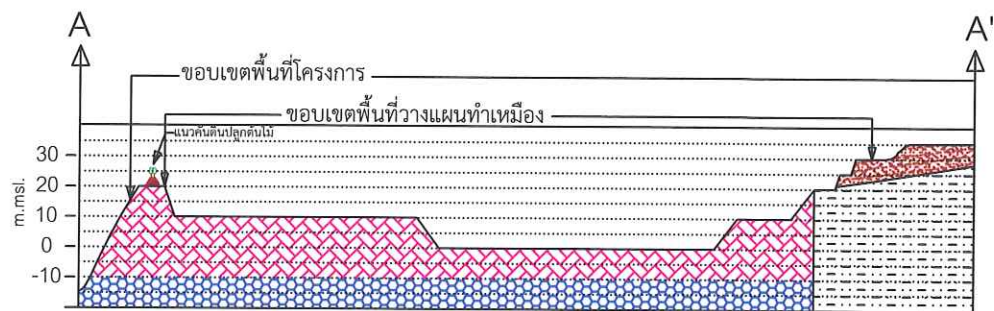 A
A'
ขอบเขตพื้นที่โครงการ
ขอบเขตพื้นที่วางแผนทำเหมือง
แนวคันดินปลูกต้นไม้
30
20
10
0
-10
m.msl.